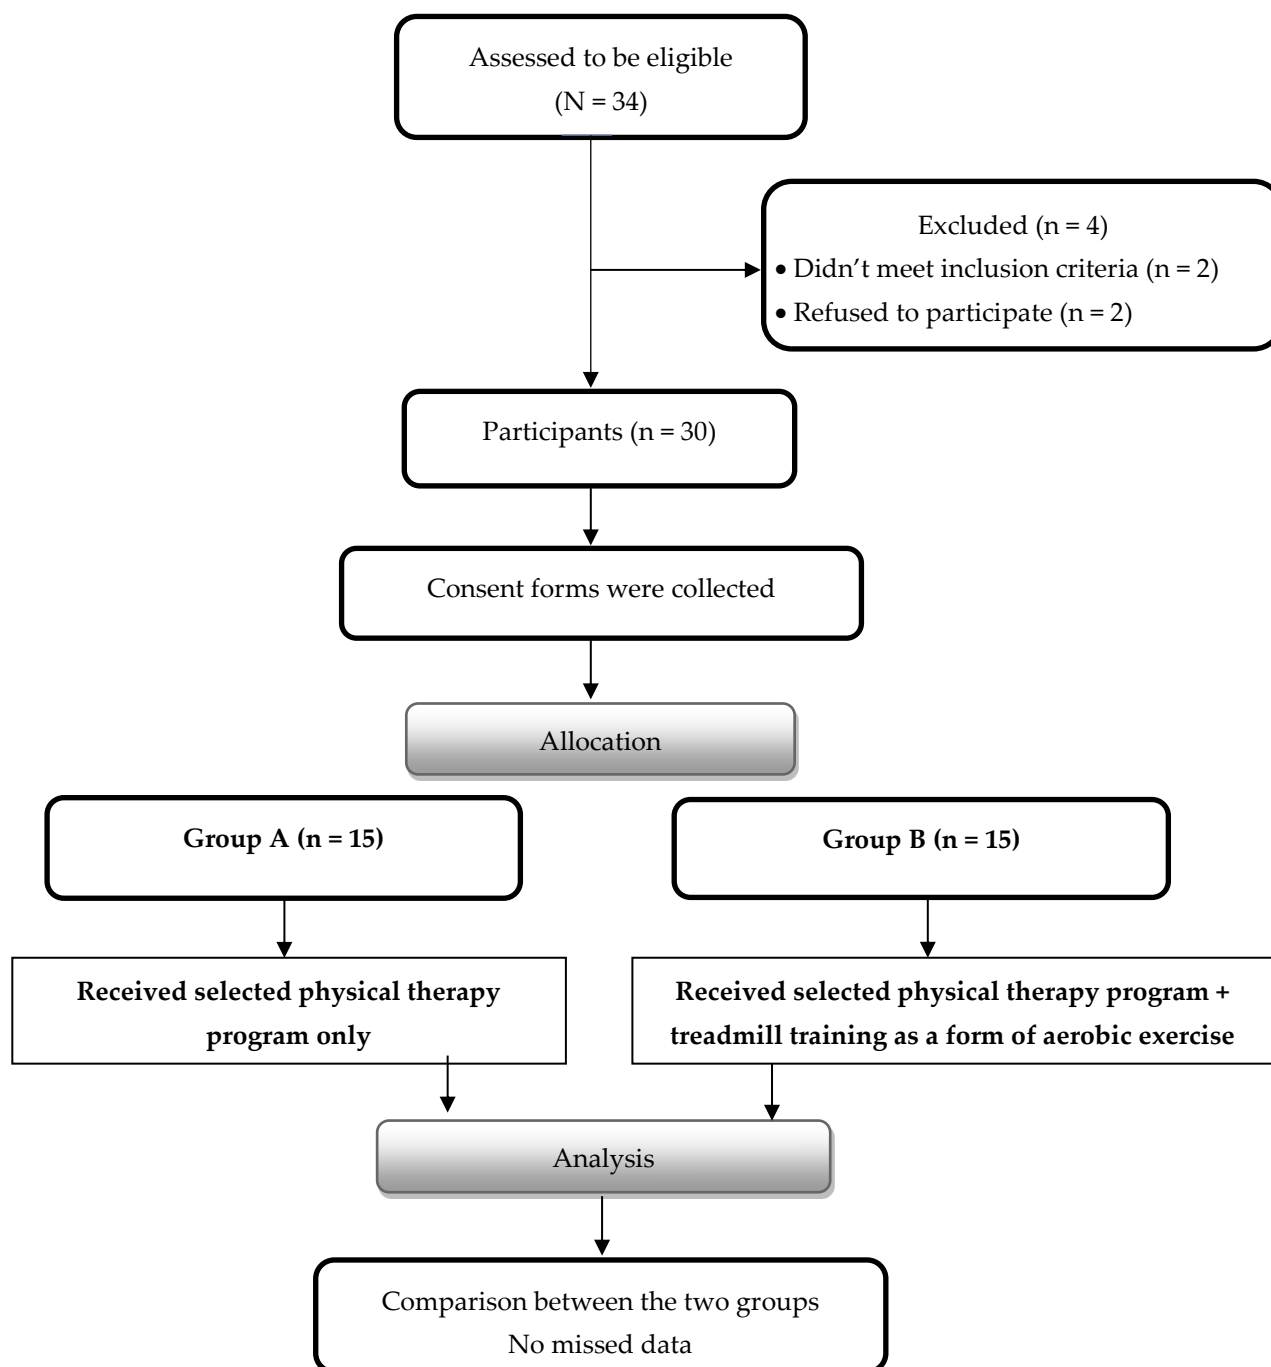 Assessed to be eligible
(N = 34)
Excluded (n = 4)
• Didn’t meet inclusion criteria (n = 2)
• Refused to participate (n = 2)
Participants (n = 30)
Consent forms were collected
Allocation
Group A (n = 15)
Group B (n = 15)
Received selected physical therapy
program only
Received selected physical therapy program +
treadmill training as a form of aerobic exercise
Analysis
Comparison between the two groups
No missed data